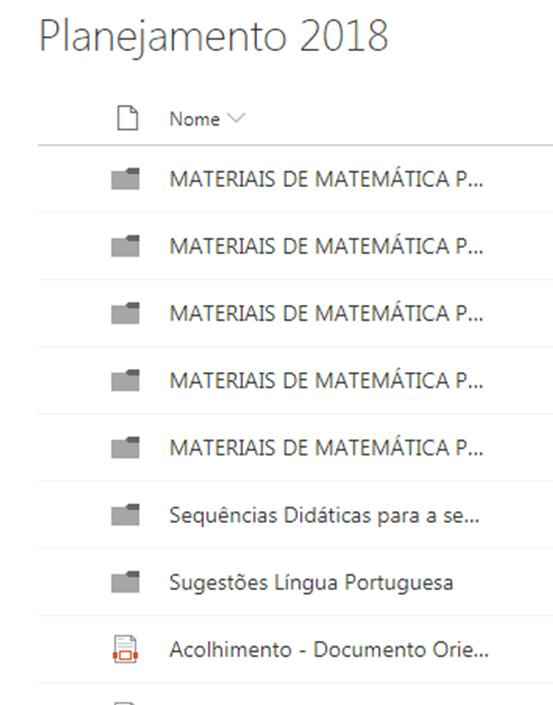 Planejamento 2018
Nome
MATERIAIS DE MATEMÁTICA P...
MATERIAIS DE MATEMÁTICA P...
MATERIAIS DE MATEMÁTICA P...
MATERIAIS DE MATEMÁTICA P...
MATERIAIS DE MATEMÁTICA P...
Sequências Didáticas para a se...
Sugestões Língua Portuguesa
Acolhimento - Documento Orie...